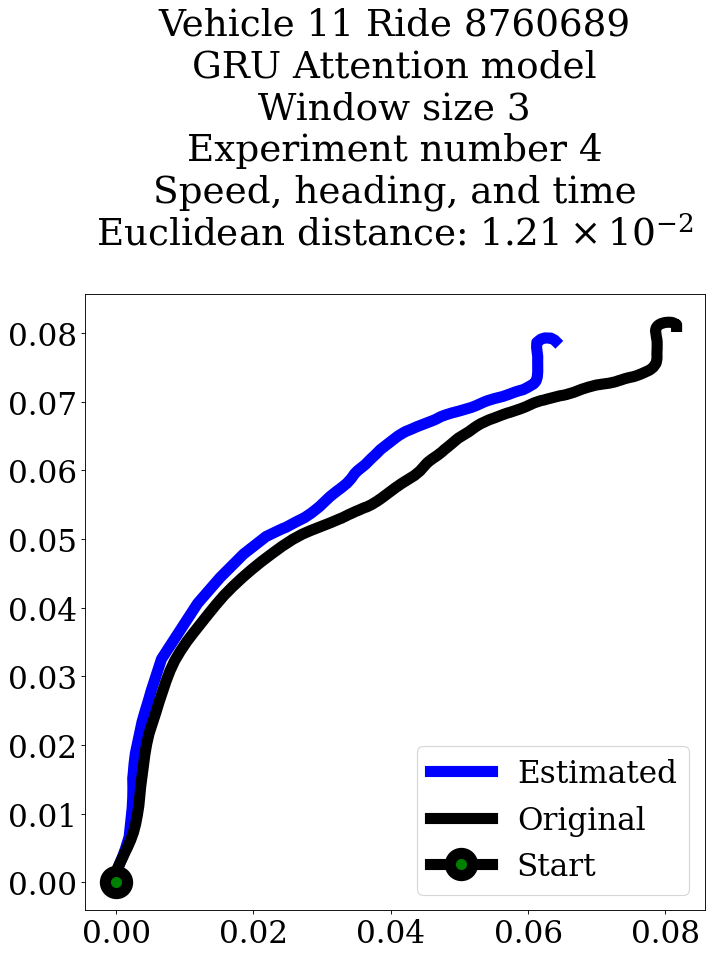 Vehicle 11 Ride 8760689
GRU Attention model
Window size 3
Experiment number 4
Speed, heading, and time
Euclidean distance: 1.21 × 10⁻²
0.08
0.07
0.06
0.05
0.04
0.03
0.02
0.01
0.00
Estimated
Original
Start
0.00 0.02 0.04 0.06 0.08